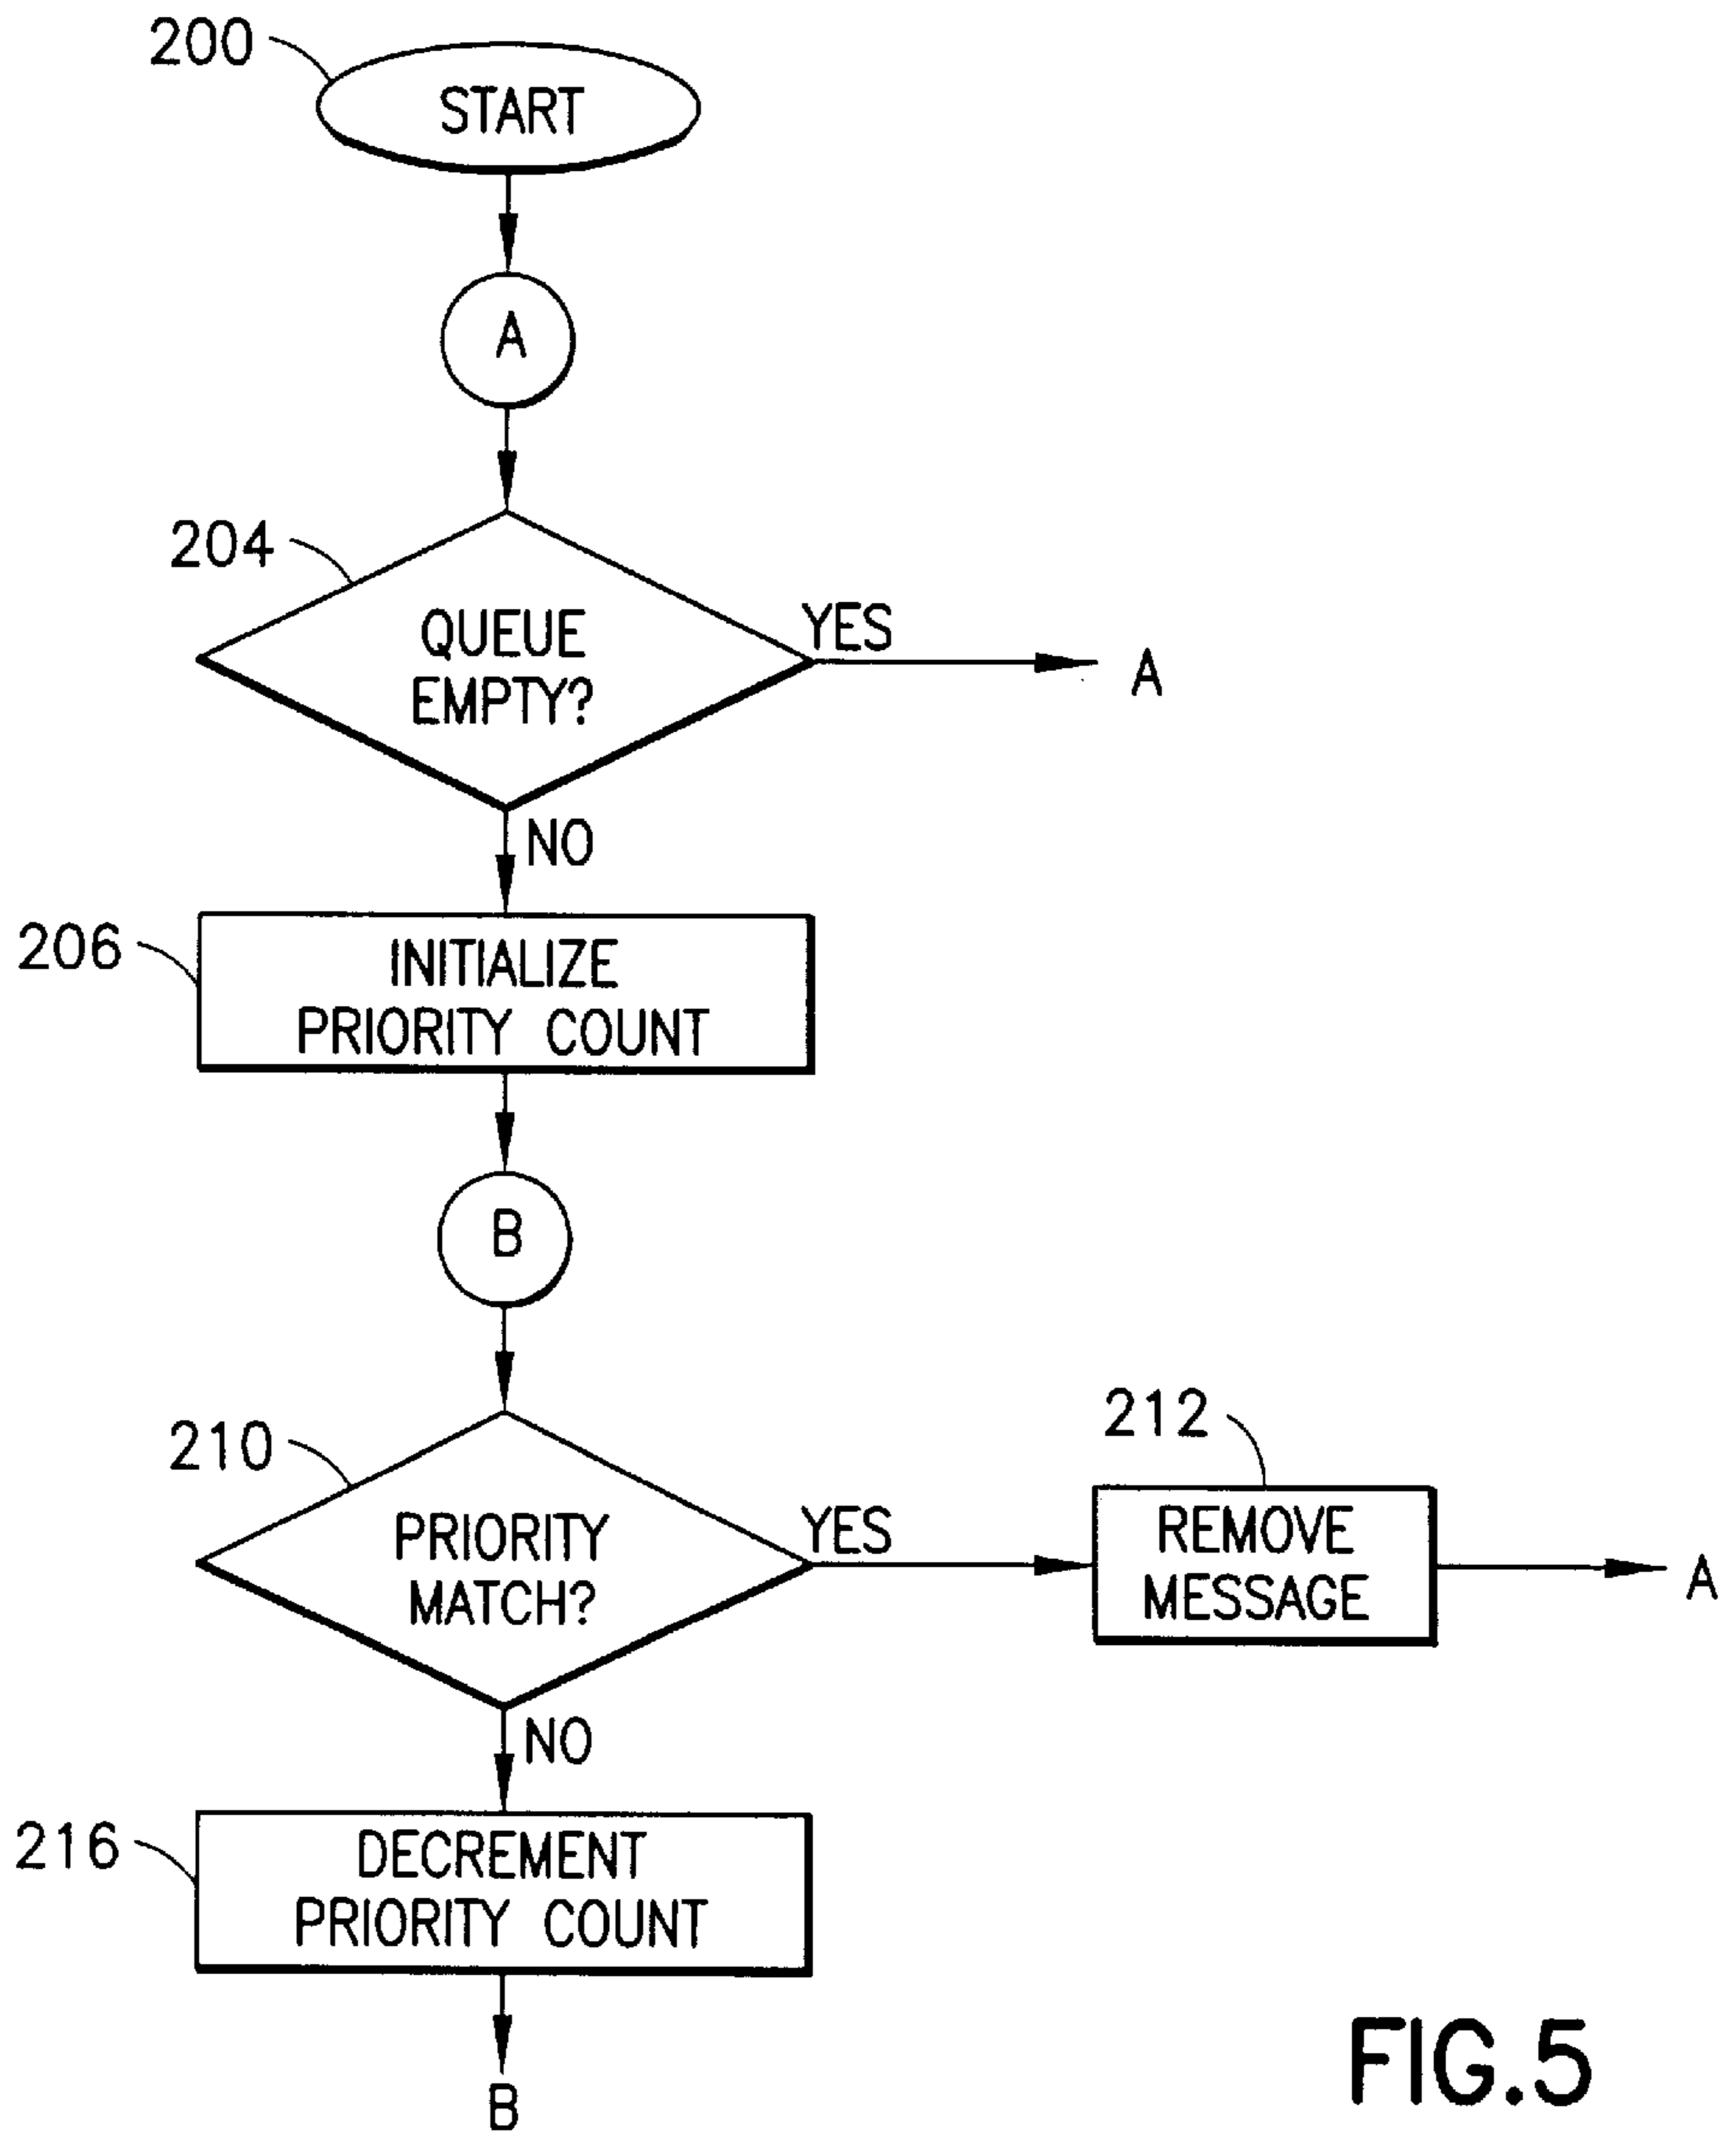 200
START
A
204
QUEUE
EMPTY?
YES
A
NO
206
INITIALIZE
PRIORITY COUNT
B
210
PRIORITY
MATCH?
YES
212
REMOVE
MESSAGE
A
NO
216
DECREMENT
PRIORITY COUNT
B
FIG.5